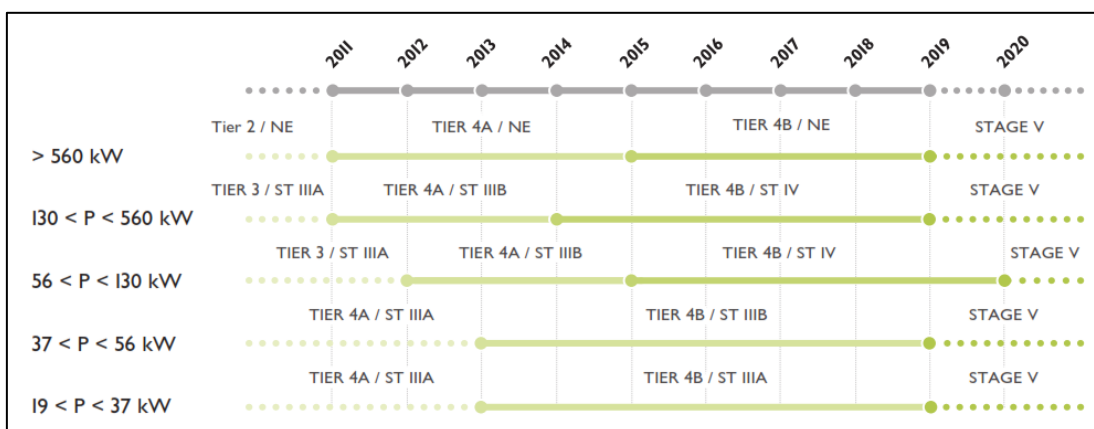 2011 2012 2013 2014 2015 2016 2017 2018 2019 2020
Tier 2 / NE TIER 4A / NE TIER 4B / NE STAGE V
> 560 kW
TIER 3 / ST IIIA TIER 4A / ST IIIB TIER 4B / ST IV STAGE V
130 < P < 560 kW
TIER 3 / ST IIIA TIER 4A / ST IIIB TIER 4B / ST IV STAGE V
56 < P < 130 kW
TIER 4A / ST IIIA TIER 4B / ST IIIB STAGE V
37 < P < 56 kW
TIER 4A / ST IIIA TIER 4B / ST IIIA STAGE V
19 < P < 37 kW